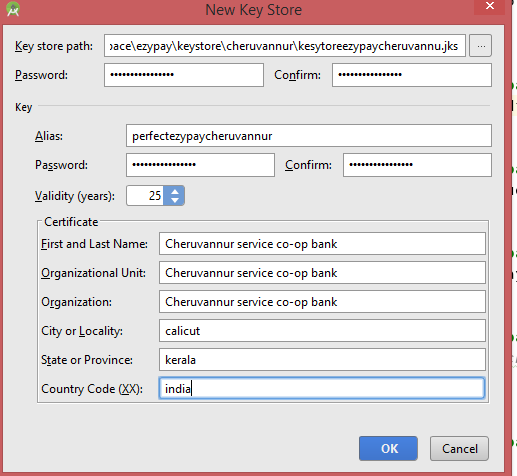 New Key Store
Key store path: pace\ezypay\keystore\cheruvannur\kesytoreezypaycheruvannu.jks ...
Password: •••••••••••••••• Confirm: ••••••••••••••••
Key
Alias: perfectezypaycheruvannur
Password: •••••••••••••••• Confirm: ••••••••••••••••
Validity (years): 25
Certificate
First and Last Name: Cheruvannur service co-op bank
Organizational Unit: Cheruvannur service co-op bank
Organization: Cheruvannur service co-op bank
City or Locality: calicut
State or Province: kerala
Country Code (XX): india
OK Cancel